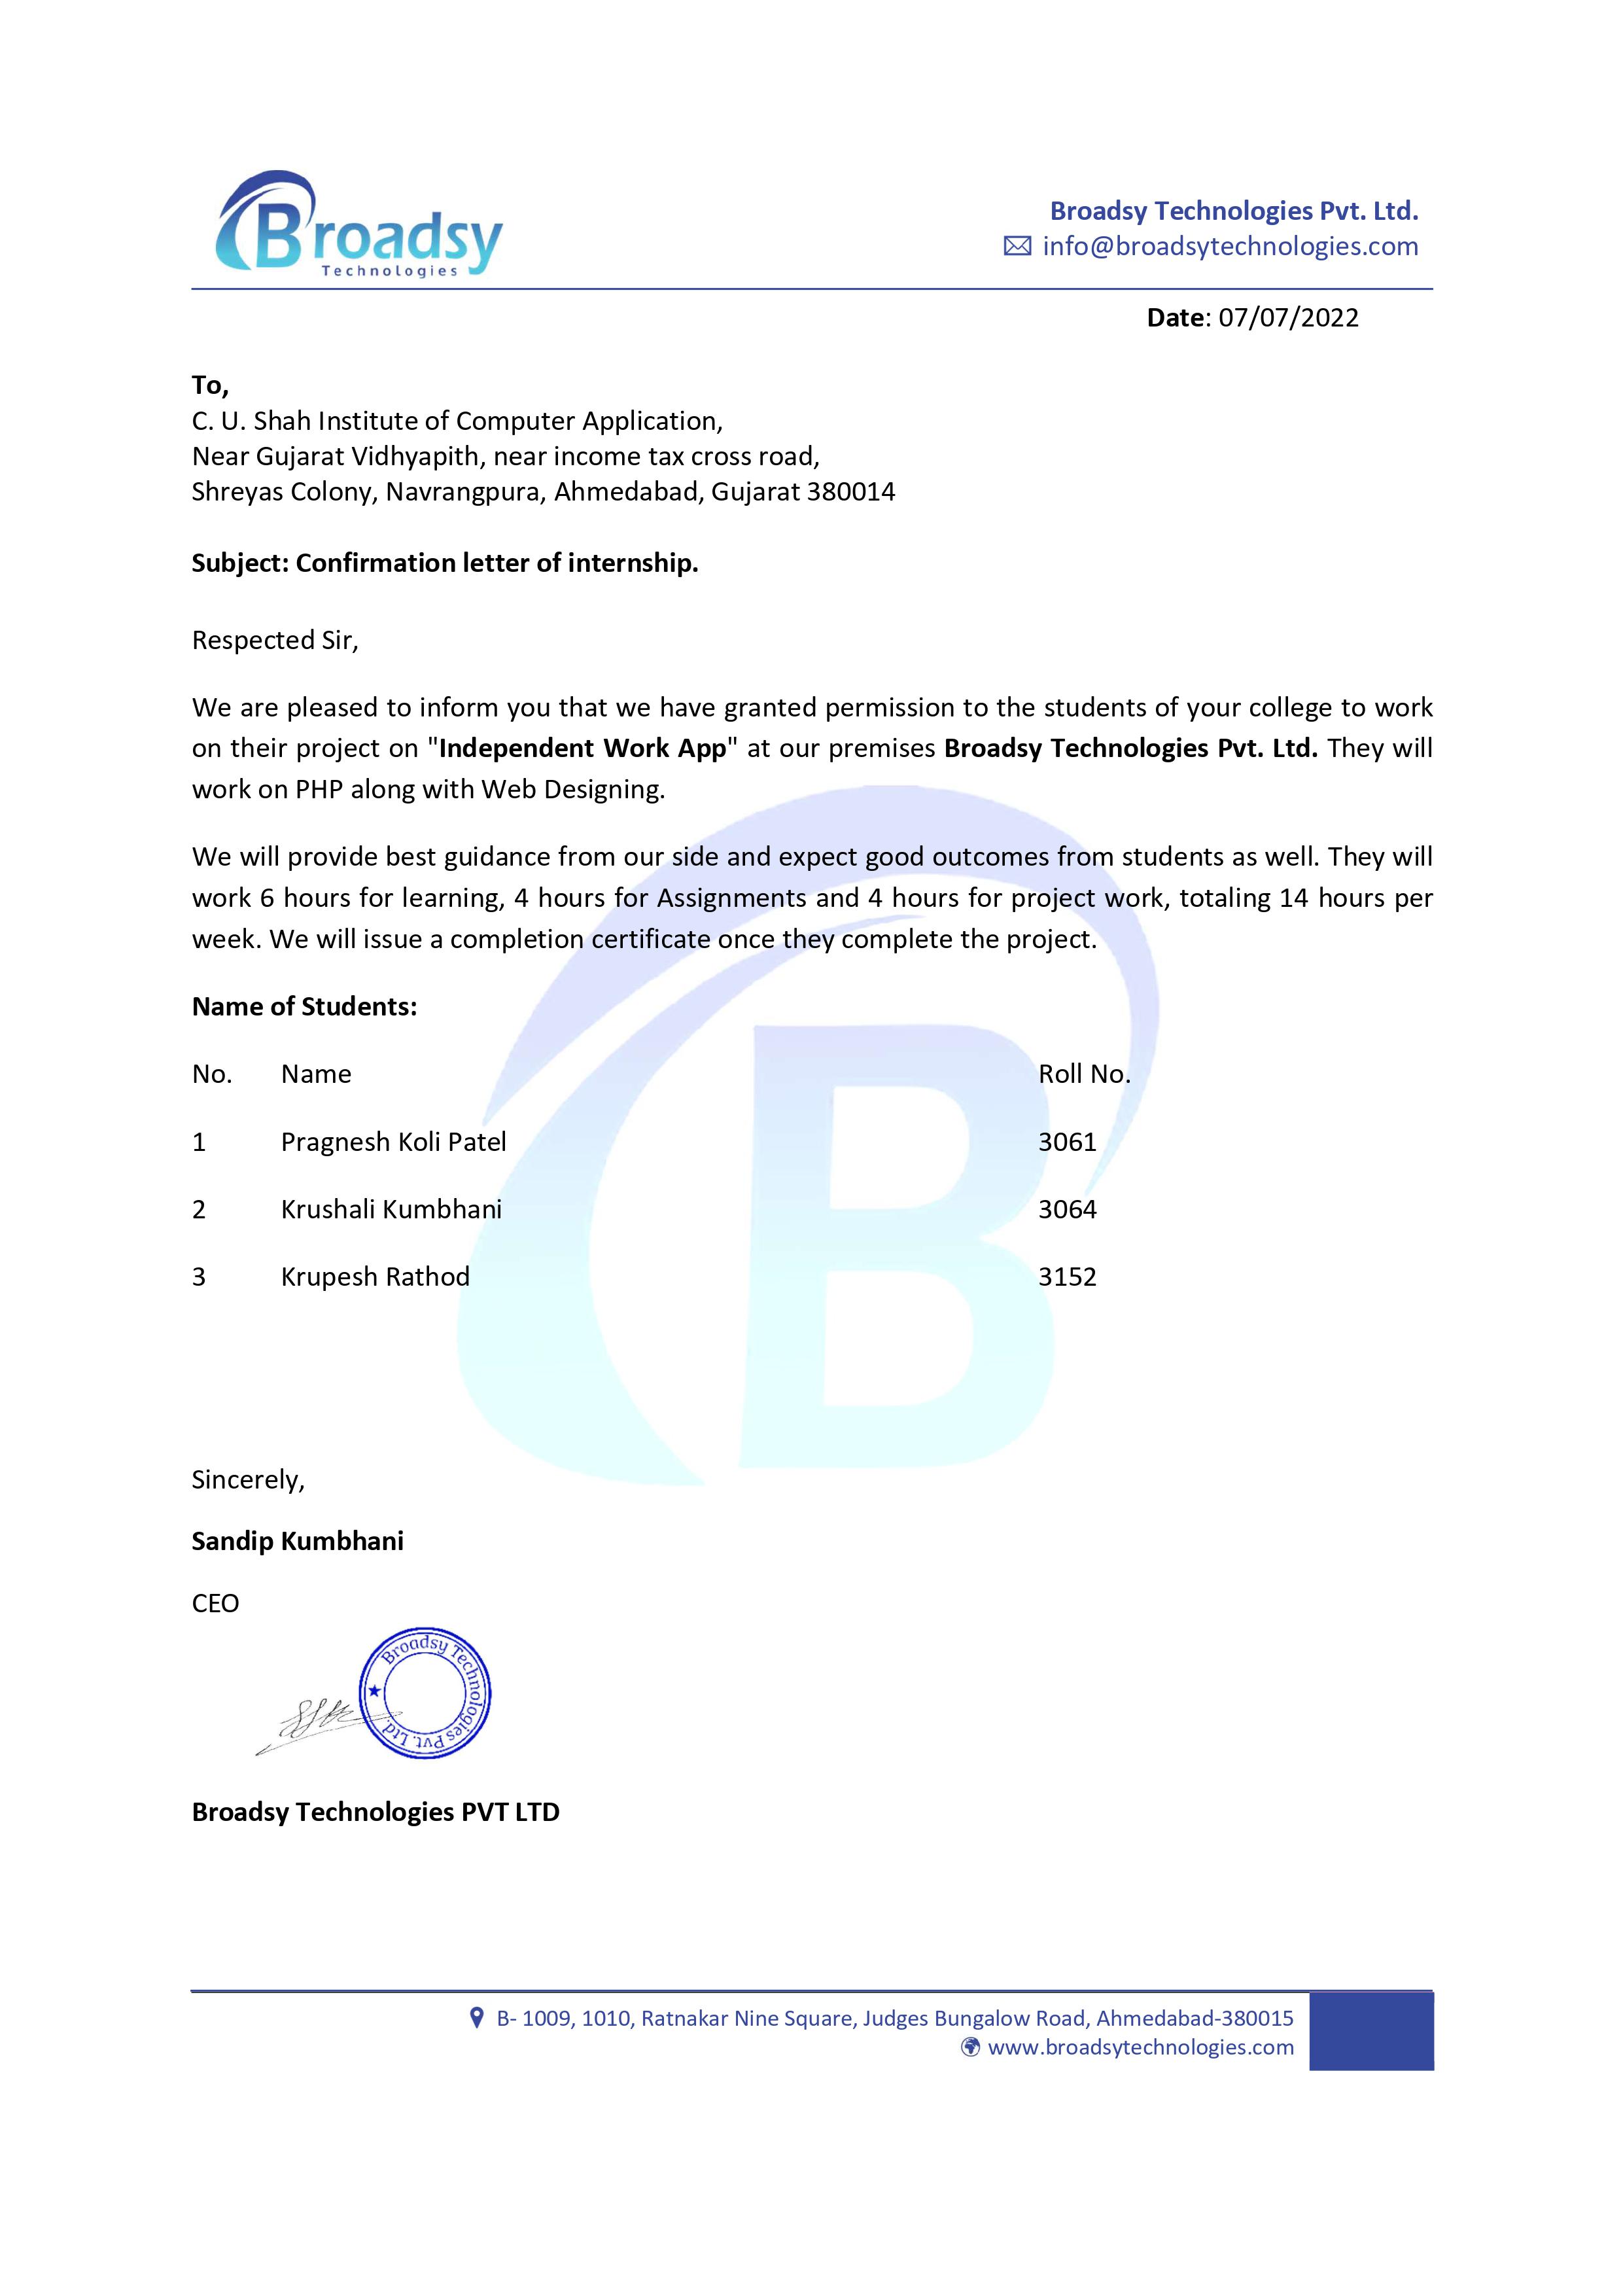 Broadsy
Technologies
Broadsy Technologies Pvt. Ltd.
info@broadsytechnologies.com
Date: 07/07/2022
To,
C. U. Shah Institute of Computer Application,
Near Gujarat Vidhyapith, near income tax cross road,
Shreyas Colony, Navrangpura, Ahmedabad, Gujarat 380014
Subject: Confirmation letter of internship.
Respected Sir,
We are pleased to inform you that we have granted permission to the students of your college to work
on their project on "Independent Work App" at our premises Broadsy Technologies Pvt. Ltd. They will
work on PHP along with Web Designing.
We will provide best guidance from our side and expect good outcomes from students as well. They will
work 6 hours for learning, 4 hours for Assignments and 4 hours for project work, totaling 14 hours per
week. We will issue a completion certificate once they complete the project.
Name of Students:
No. Name Roll No.
1 Pragnesh Koli Patel 3061
2 Krushali Kumbhani 3064
3 Krupesh Rathod 3152
B
Sincerely,
Sandip Kumbhani
CEO
Broadsy Technologies Pvt. Ltd.
Broadsy Technologies PVT LTD
B- 1009, 1010, Ratnakar Nine Square, Judges Bungalow Road, Ahmedabad-380015
www.broadsytechnologies.com